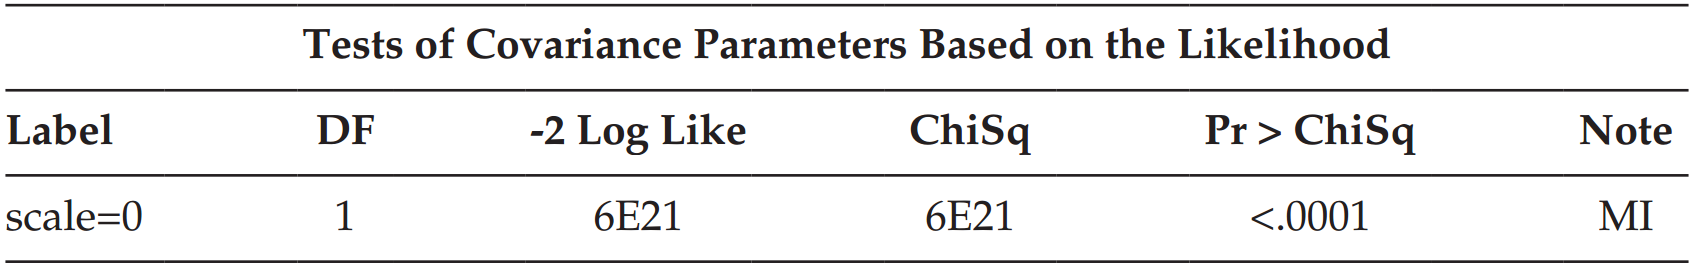 Tests of Covariance Parameters Based on the Likelihood
Label DF -2 Log Like ChiSq Pr > ChiSq Note
scale=0 1 6E21 6E21 <.0001 MI